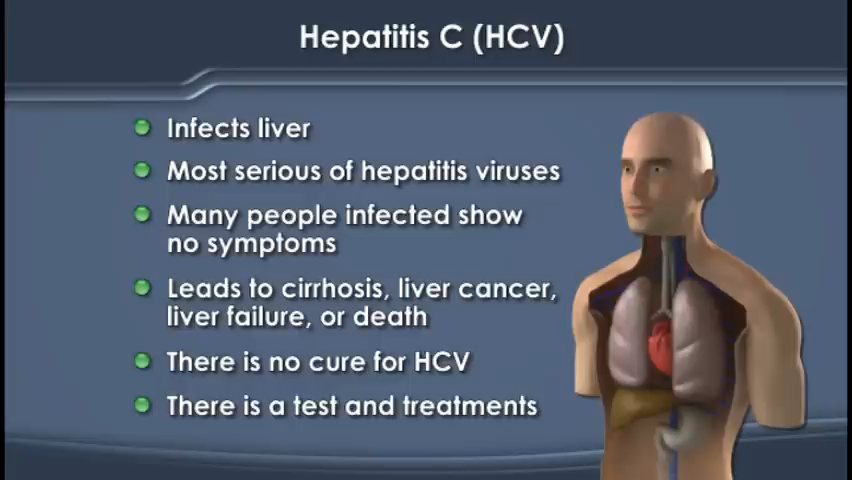 Hepatitis C (HCV)
Infects liver
Most serious of hepatitis viruses
Many people infected show
no symptoms
Leads to cirrhosis, liver cancer,
liver failure, or death
There is no cure for HCV
There is a test and treatments